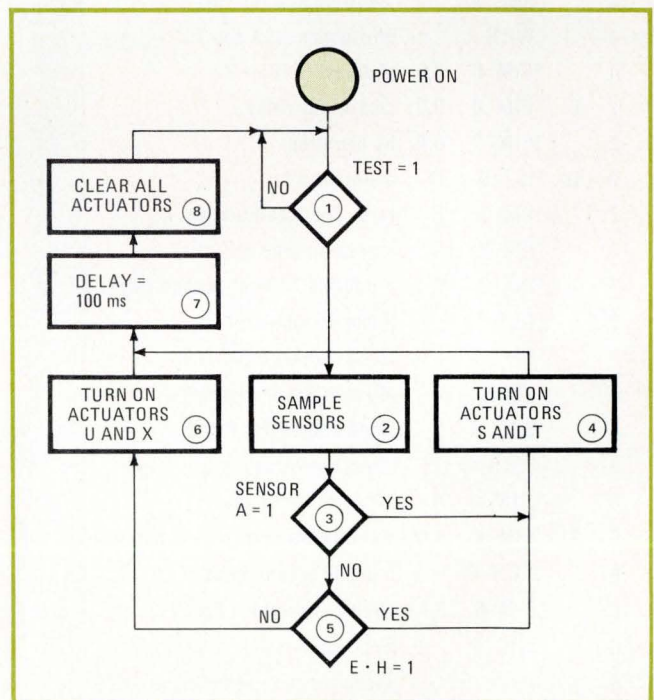 POWER ON
TEST = 1
NO
1
CLEAR ALL
ACTUATORS
8
DELAY =
100 ms
7
TURN ON
ACTUATORS
U AND X
6
SAMPLE
SENSORS
2
TURN ON
ACTUATORS
S AND T
4
SENSOR
A = 1
3
YES
NO
NO
5
YES
E · H = 1